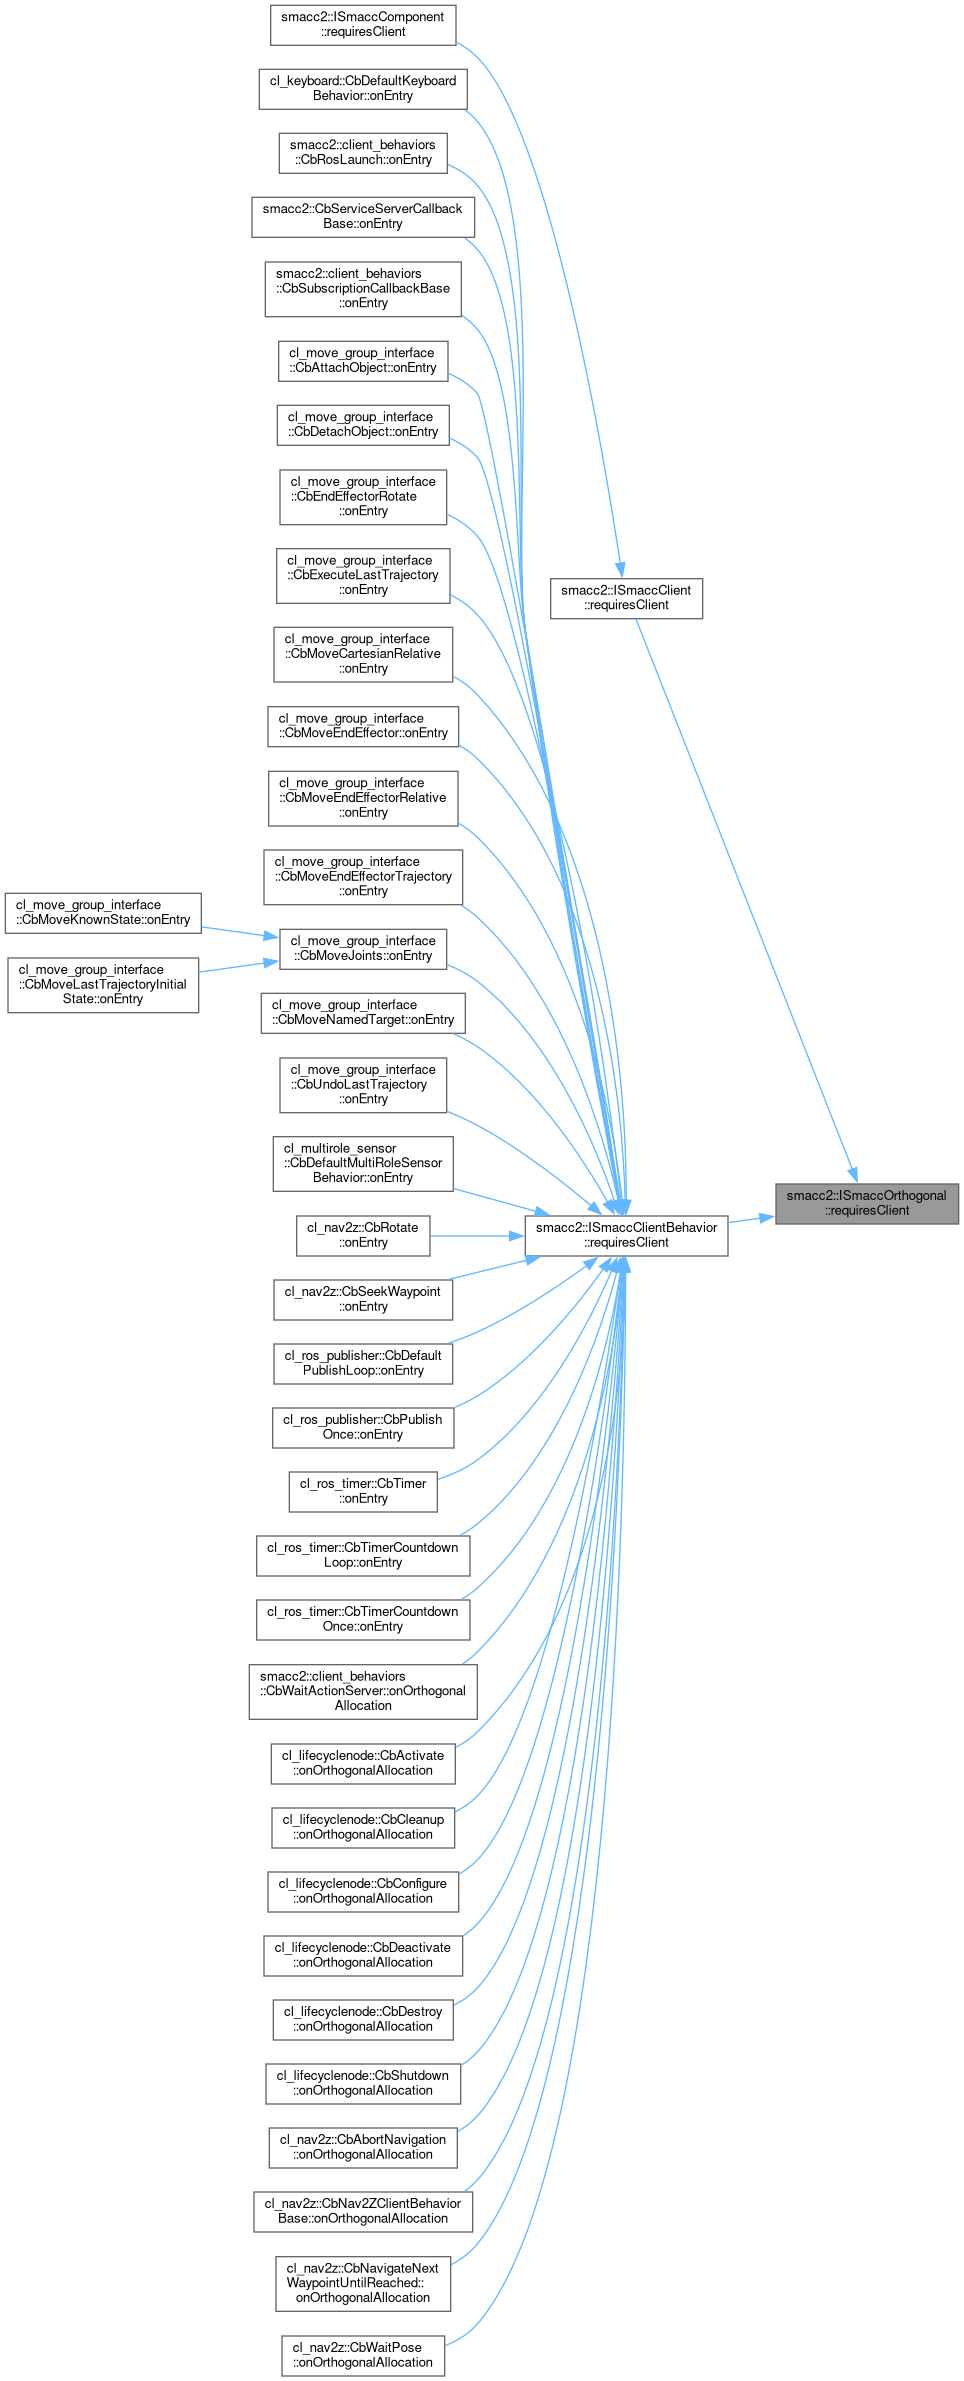 smacc2::ISmaccComponent
::requiresClient
cl_keyboard::CbDefaultKeyboard
Behavior::onEntry
smacc2::client_behaviors
::CbRosLaunch::onEntry
smacc2::CbServiceServerCallback
Base::onEntry
smacc2::client_behaviors
::CbSubscriptionCallbackBase
::onEntry
cl_move_group_interface
::CbAttachObject::onEntry
cl_move_group_interface
::CbDetachObject::onEntry
cl_move_group_interface
::CbEndEffectorRotate
::onEntry
cl_move_group_interface
::CbExecuteLastTrajectory
::onEntry
smacc2::ISmaccClient
::requiresClient
cl_move_group_interface
::CbMoveCartesianRelative
::onEntry
cl_move_group_interface
::CbMoveEndEffector::onEntry
cl_move_group_interface
::CbMoveEndEffectorRelative
::onEntry
cl_move_group_interface
::CbMoveEndEffectorTrajectory
::onEntry
cl_move_group_interface
::CbMoveKnownState::onEntry
cl_move_group_interface
::CbMoveJoints::onEntry
cl_move_group_interface
::CbMoveLastTrajectoryInitial
State::onEntry
cl_move_group_interface
::CbMoveNamedTarget::onEntry
cl_move_group_interface
::CbUndoLastTrajectory
::onEntry
cl_multirole_sensor
::CbDefaultMultiRoleSensor
Behavior::onEntry
smacc2::ISmaccOrthogonal
::requiresClient
cl_nav2z::CbRotate
::onEntry
smacc2::ISmaccClientBehavior
::requiresClient
cl_nav2z::CbSeekWaypoint
::onEntry
cl_ros_publisher::CbDefault
PublishLoop::onEntry
cl_ros_publisher::CbPublish
Once::onEntry
cl_ros_timer::CbTimer
::onEntry
cl_ros_timer::CbTimerCountdown
Loop::onEntry
cl_ros_timer::CbTimerCountdown
Once::onEntry
smacc2::client_behaviors
::CbWaitActionServer::onOrthogonal
Allocation
cl_lifecyclenode::CbActivate
::onOrthogonalAllocation
cl_lifecyclenode::CbCleanup
::onOrthogonalAllocation
cl_lifecyclenode::CbConfigure
::onOrthogonalAllocation
cl_lifecyclenode::CbDeactivate
::onOrthogonalAllocation
cl_lifecyclenode::CbDestroy
::onOrthogonalAllocation
cl_lifecyclenode::CbShutdown
::onOrthogonalAllocation
cl_nav2z::CbAbortNavigation
::onOrthogonalAllocation
cl_nav2z::CbNav2ZClientBehavior
Base::onOrthogonalAllocation
cl_nav2z::CbNavigateNext
WaypointUntilReached::
onOrthogonalAllocation
cl_nav2z::CbWaitPose
::onOrthogonalAllocation